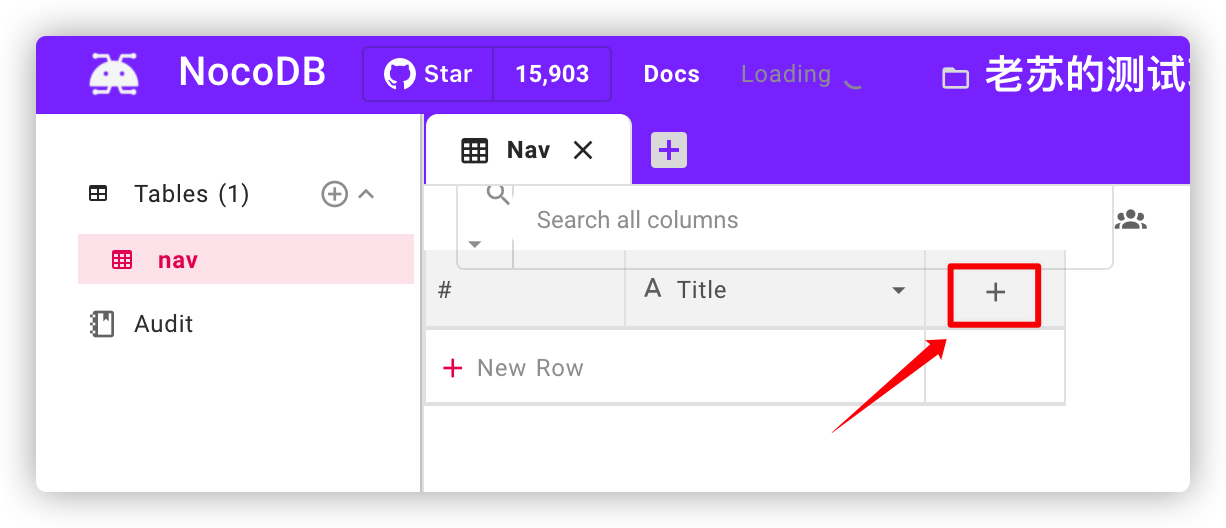 NocoDB
Star 15,903
Docs
Loading
老苏的测试
Nav
Tables (1)
Search all columns
nav
# Title
Audit
New Row